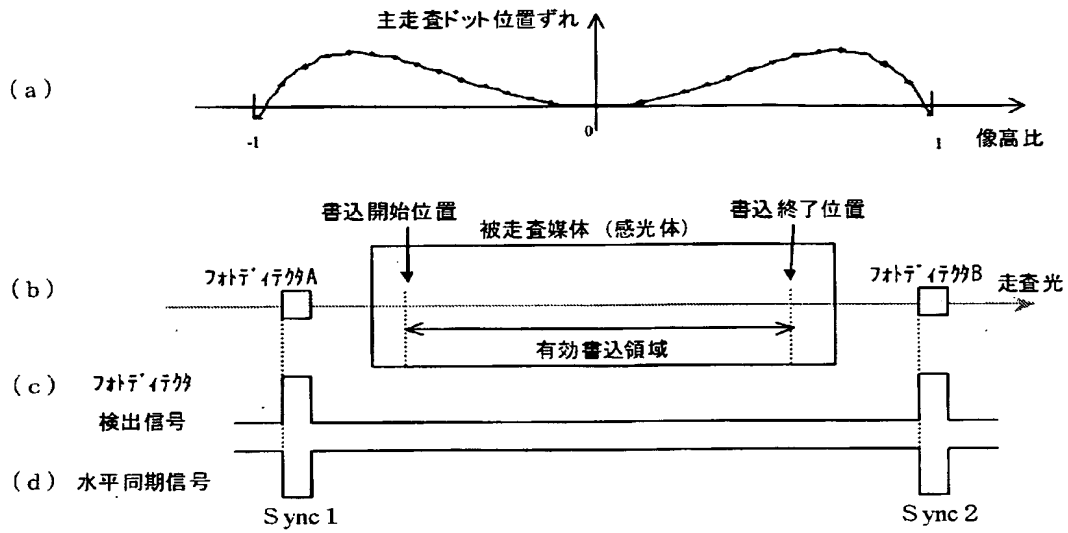 主走査ドット位置ずれ
(a)
-1
0
1
像高比
書込開始位置
書込終了位置
被走査媒体 (感光体)
フォトディテクタA
フォトディテクタB
(b)
走査光
有効書込領域
(c) フォトディテクタ
検出信号
(d) 水平同期信号
Sync1
Sync2